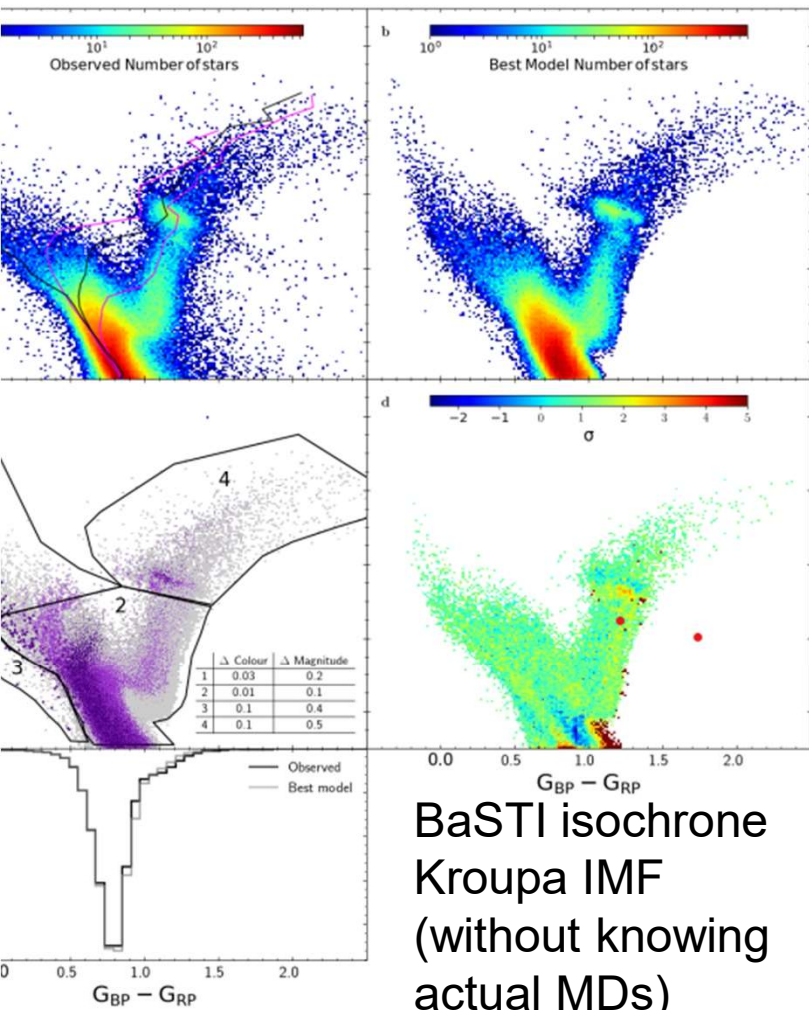 b
10¹ 10²
Observed Number of stars
10⁰ 10¹ 10²
Best Model Number of stars
d
−2 −1 0 1 2 3 4 5
σ
4
2
3
Δ Colour Δ Magnitude
1 0.03 0.2
2 0.01 0.1
3 0.1 0.4
4 0.1 0.5
0.0 0.5 1.0 1.5 2.0
G_BP − G_RP
Observed
Best model
0 0.5 1.0 1.5 2.0
G_BP − G_RP
BaSTI isochrone
Kroupa IMF
(without knowing
actual MDs)